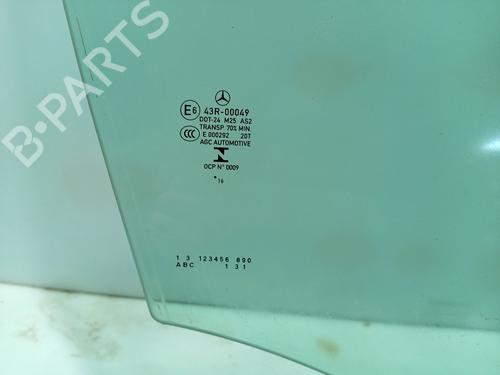 E6 43R-00049
DOT-24 M25 AS2
TRANSP. 70% MIN.
CCC E 000292 20T
AGC AUTOMOTIVE
N
OCP Nº 0009
• 16
1 3 123456 890
ABC 1 3 1
B-PARTS